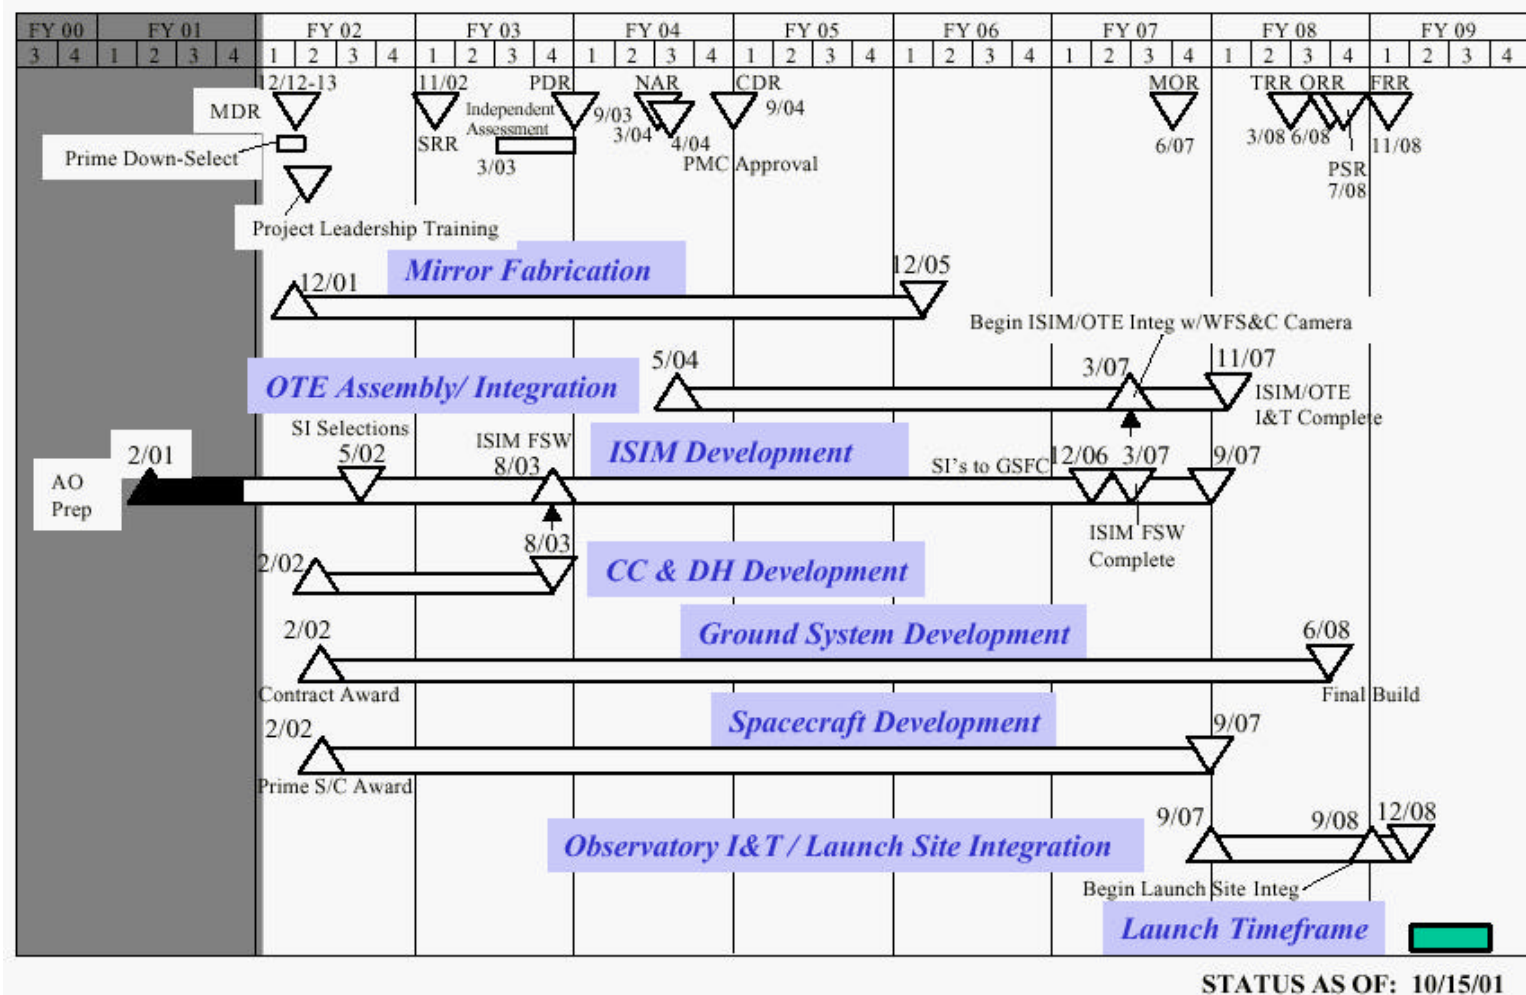 FY 00 FY 01 FY 02 FY 03 FY 04 FY 05 FY 06 FY 07 FY 08 FY 09
3 4 1 2 3 4 1 2 3 4 1 2 3 4 1 2 3 4 1 2 3 4 1 2 3 4 1 2 3 4 1 2 3 4 1 2 3 4
12/12-13 11/02 PDR NAR CDR MOR TRR ORR FRR
MDR Independent 9/03 9/04
Assessment 3/04
SRR 4/04 6/07 3/08 6/08 11/08
Prime Down-Select 3/03 PMC Approval PSR
7/08
Project Leadership Training
Mirror Fabrication
12/01 12/05
Begin ISIM/OTE Integ w/WFS&C Camera
OTE Assembly/ Integration 5/04 3/07 11/07
ISIM/OTE
I&T Complete
SI Selections ISIM FSW ISIM Development
2/01 5/02 8/03 SI's to GSFC 12/06 3/07 9/07
AO
Prep
ISIM FSW
Complete
8/03
2/02 CC & DH Development
Ground System Development
2/02 6/08
Contract Award Final Build
Spacecraft Development
2/02 9/07
Prime S/C Award
9/07 9/08 12/08
Observatory I&T / Launch Site Integration
Begin Launch Site Integ
Launch Timeframe
STATUS AS OF: 10/15/01